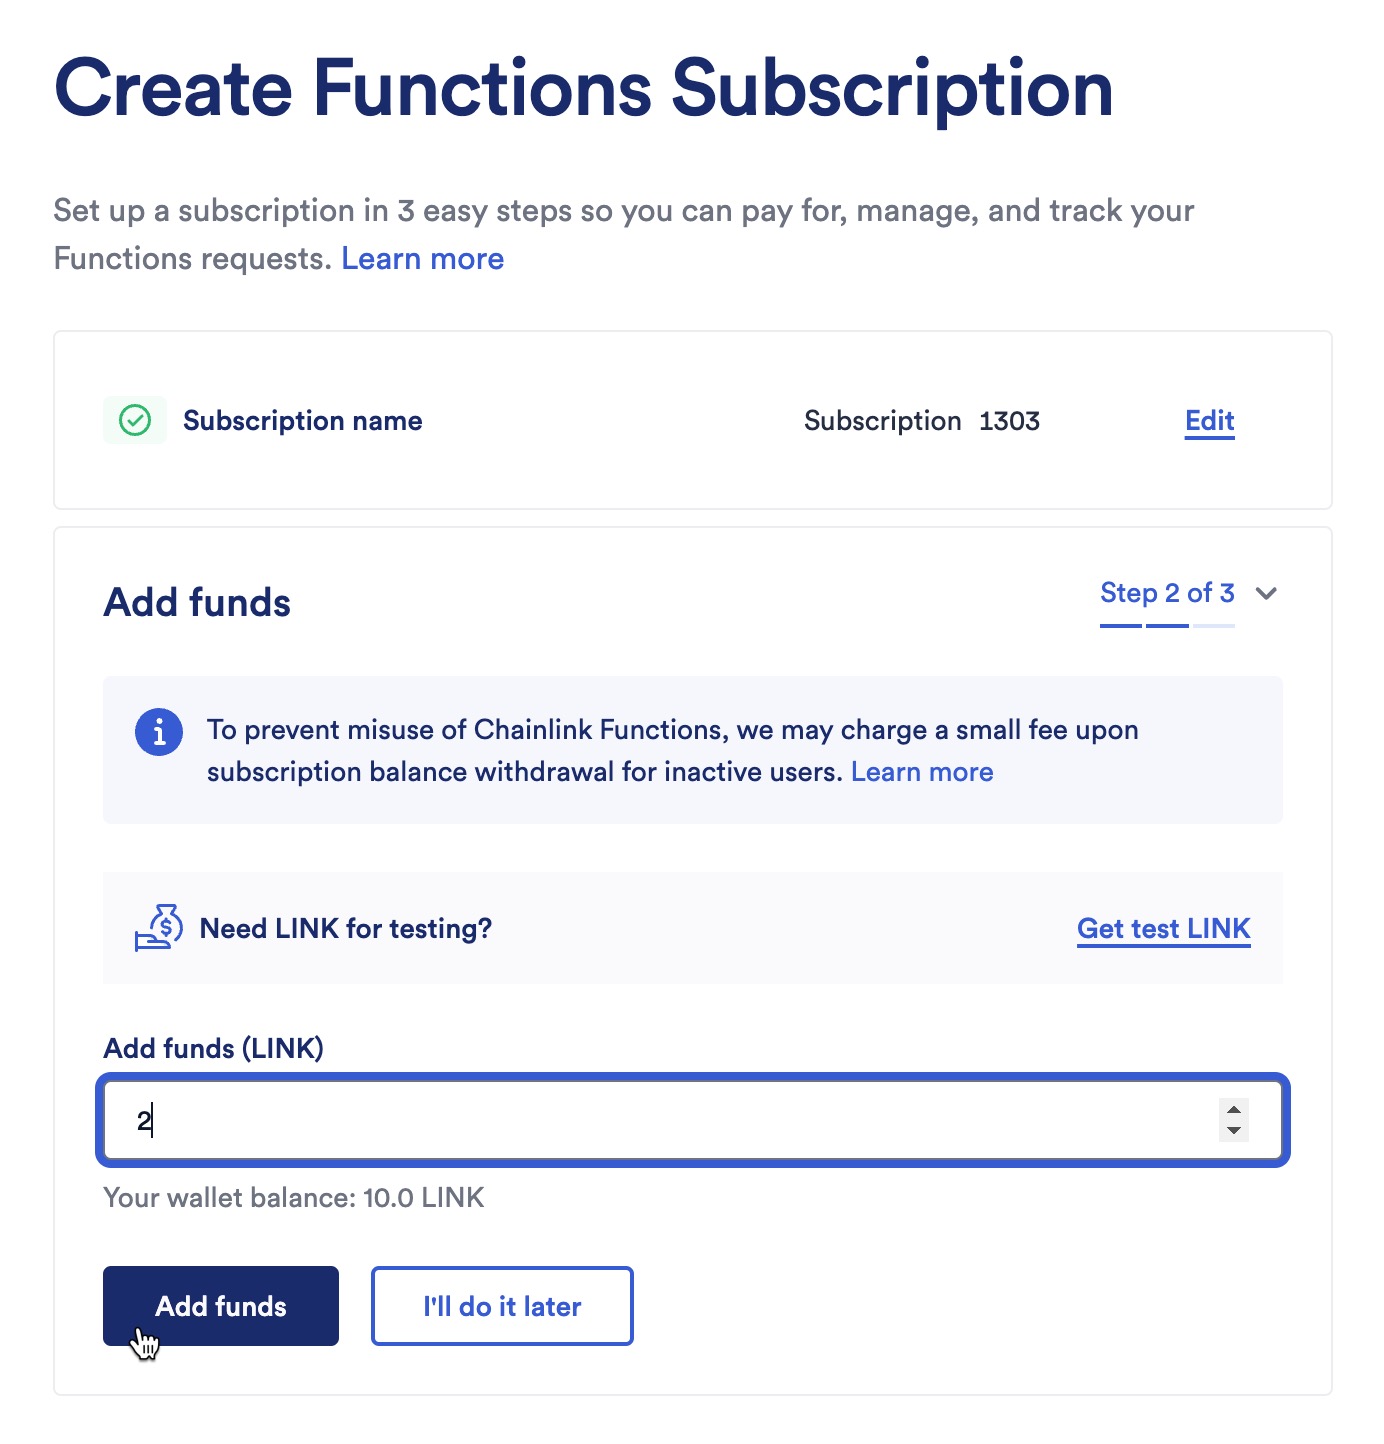 Create Functions Subscription
Set up a subscription in 3 easy steps so you can pay for, manage, and track your
Functions requests. Learn more
Subscription name Subscription 1303 Edit
Add funds Step 2 of 3
To prevent misuse of Chainlink Functions, we may charge a small fee upon
subscription balance withdrawal for inactive users. Learn more
Need LINK for testing? Get test LINK
Add funds (LINK)
2
Your wallet balance: 10.0 LINK
Add funds I'll do it later